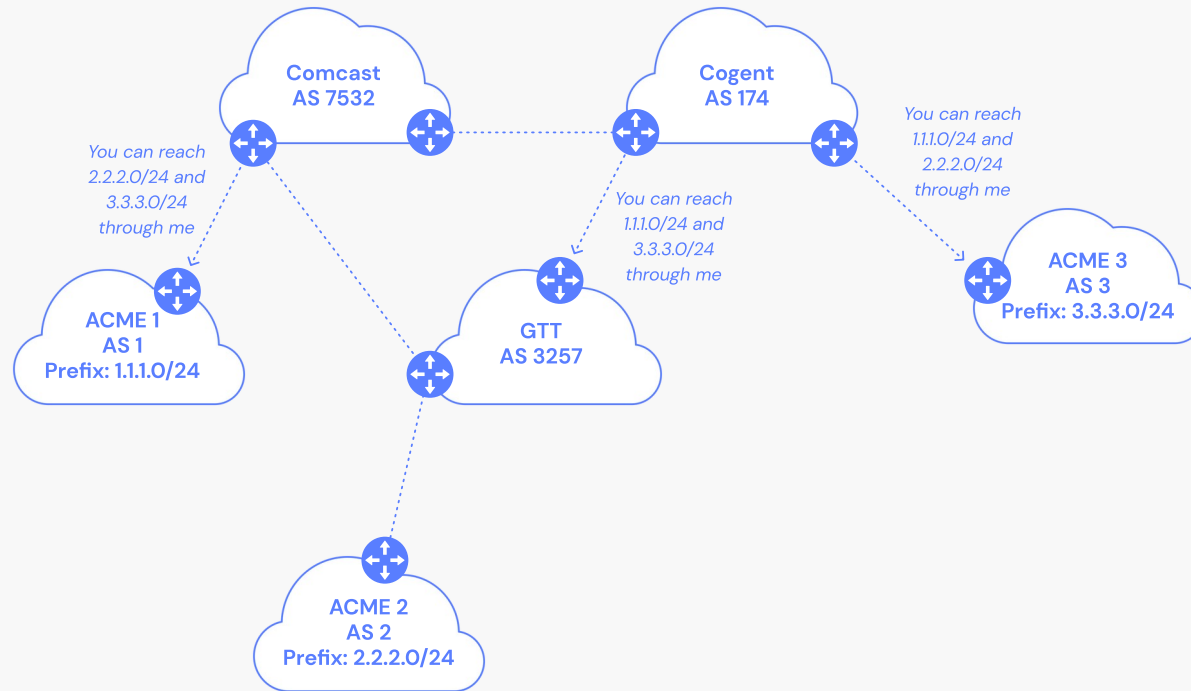 Comcast
AS 7532
Cogent
AS 174
You can reach
1.1.1.0/24 and
2.2.2.0/24
through me
You can reach
2.2.2.0/24 and
3.3.3.0/24
through me
You can reach
1.1.1.0/24 and
3.3.3.0/24
through me
ACME 3
AS 3
Prefix: 3.3.3.0/24
ACME 1
AS 1
Prefix: 1.1.1.0/24
GTT
AS 3257
ACME 2
AS 2
Prefix: 2.2.2.0/24